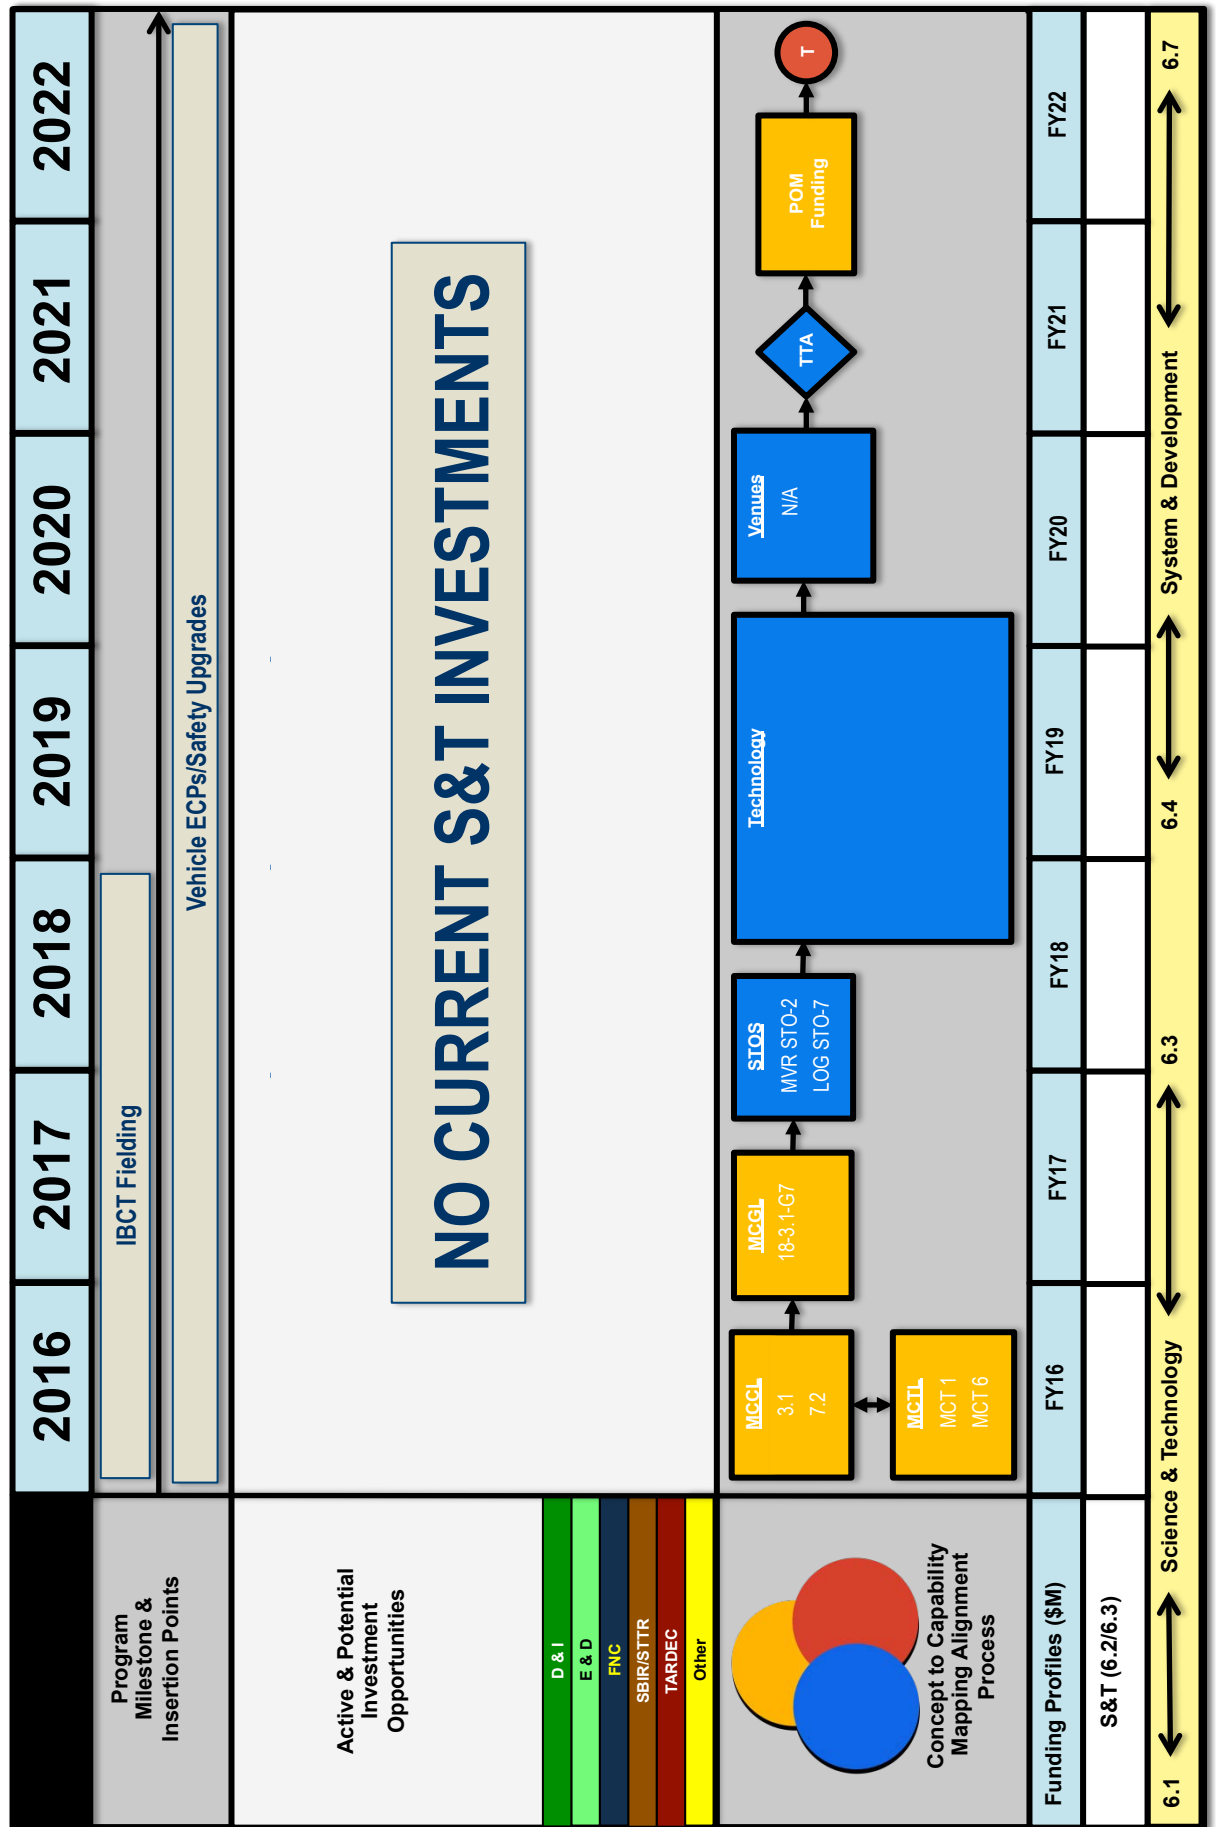 2016
2017
2018
2019
2020
2021
2022
Program
Milestone &
Insertion Points
IBCT Fielding
Vehicle ECPs/Safety Upgrades
Active & Potential
Investment
Opportunities
NO CURRENT S&T INVESTMENTS
D & I
E & D
FNC
SBIR/STTR
TARDEC
Other
Concept to Capability
Mapping Alignment
Process
MCCL
3.1
7.2
MCTL
MCT 1
MCT 6
MCGL
18-3.1-G7
STOS
MVR STO-2
LOG STO-7
Technology
Venues
N/A
TTA
POM
Funding
T
Funding Profiles ($M)
FY16
FY17
FY18
FY19
FY20
FY21
FY22
S&T (6.2/6.3)
6.1
Science & Technology
6.3
6.4
System & Development
6.7